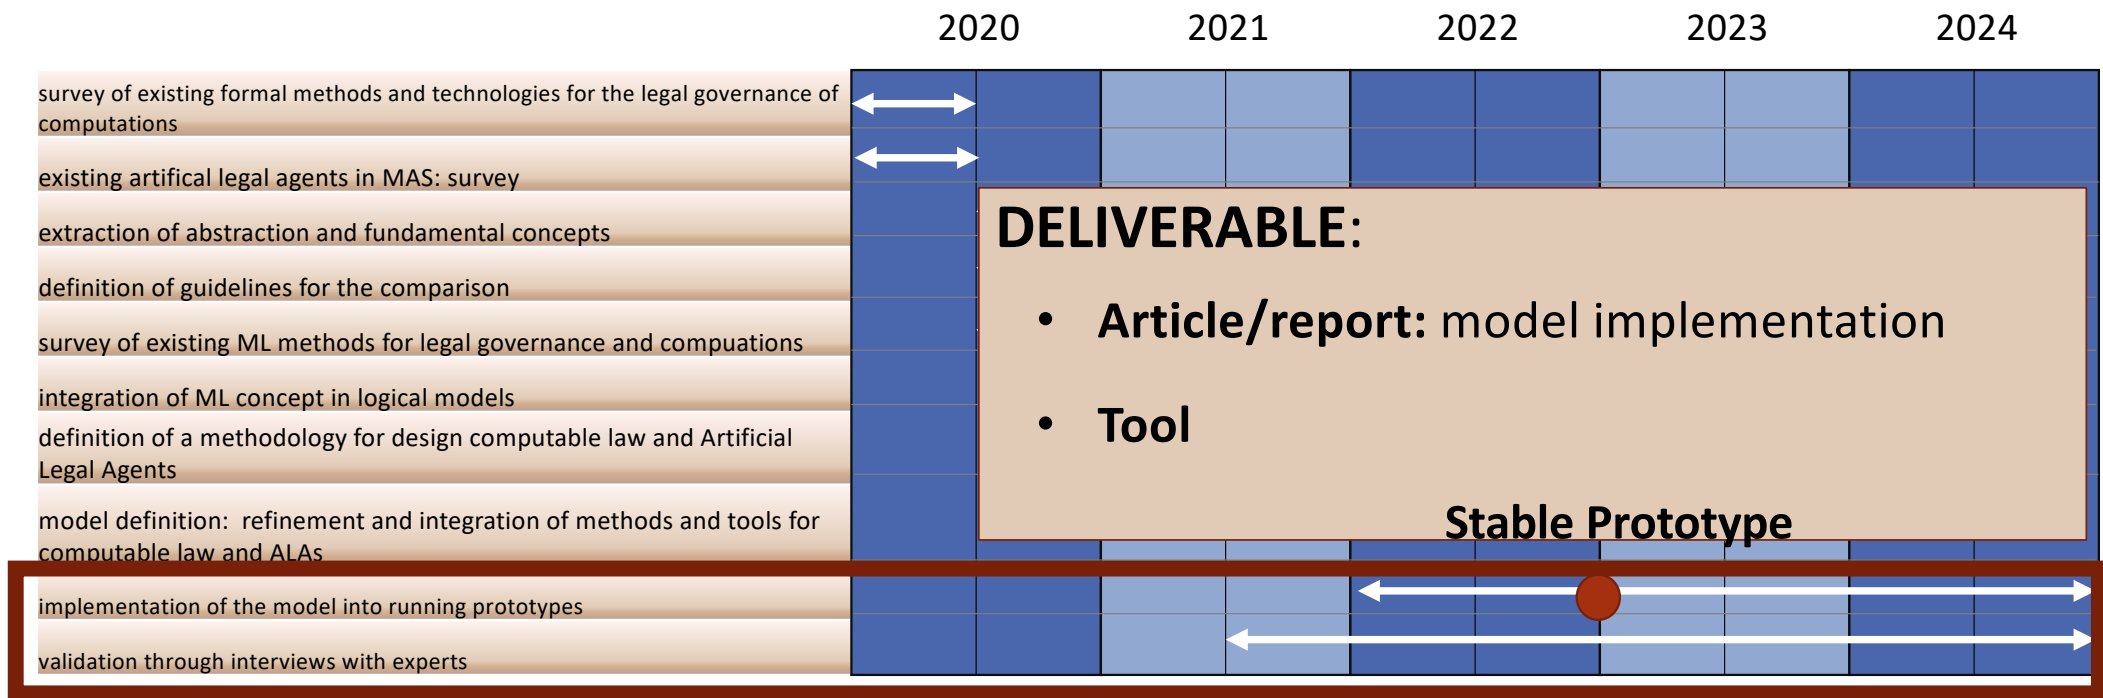 2020 2021 2022 2023 2024
survey of existing formal methods and technologies for the legal governance of
computations
existing artifical legal agents in MAS: survey
extraction of abstraction and fundamental concepts
definition of guidelines for the comparison
survey of existing ML methods for legal governance and compuations
integration of ML concept in logical models
definition of a methodology for design computable law and Artificial
Legal Agents
model definition: refinement and integration of methods and tools for
computable law and ALAs
implementation of the model into running prototypes
validation through interviews with experts
DELIVERABLE:
• Article/report: model implementation
• Tool
Stable Prototype